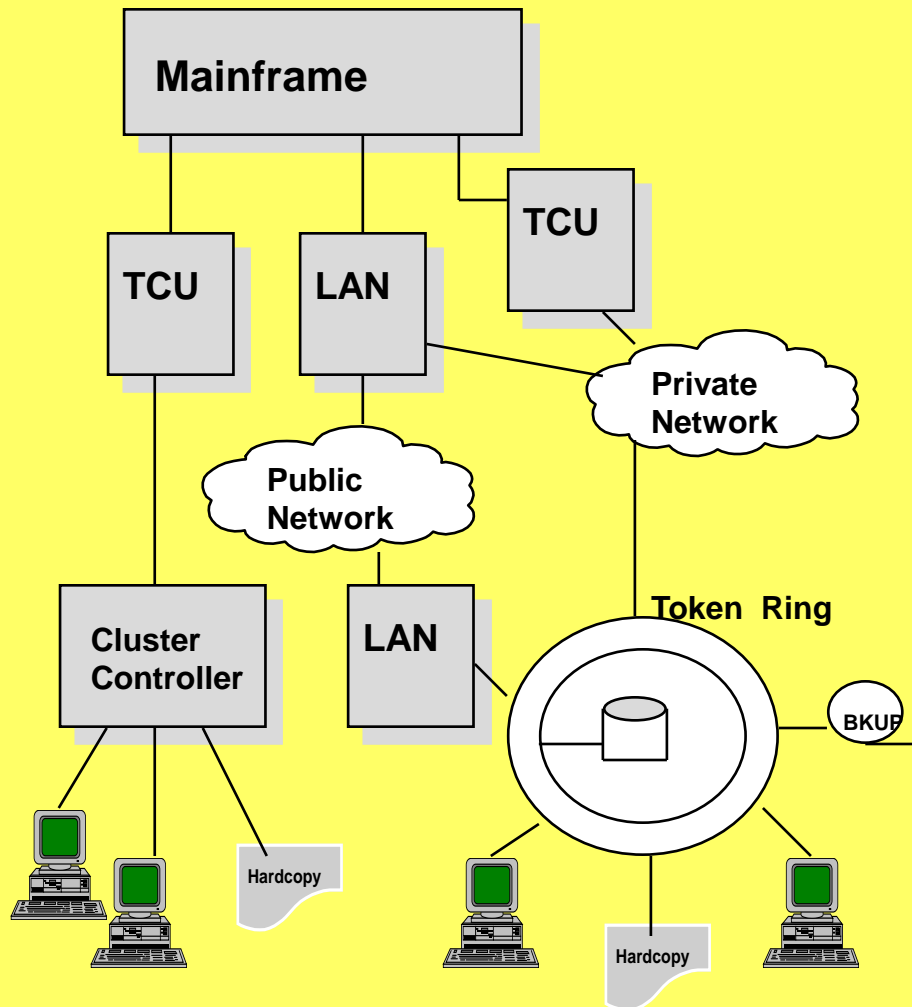 Mainframe
TCU
TCU
LAN
Private
Network
Public
Network
Token Ring
Cluster
Controller
LAN
BKUP
Hardcopy
Hardcopy